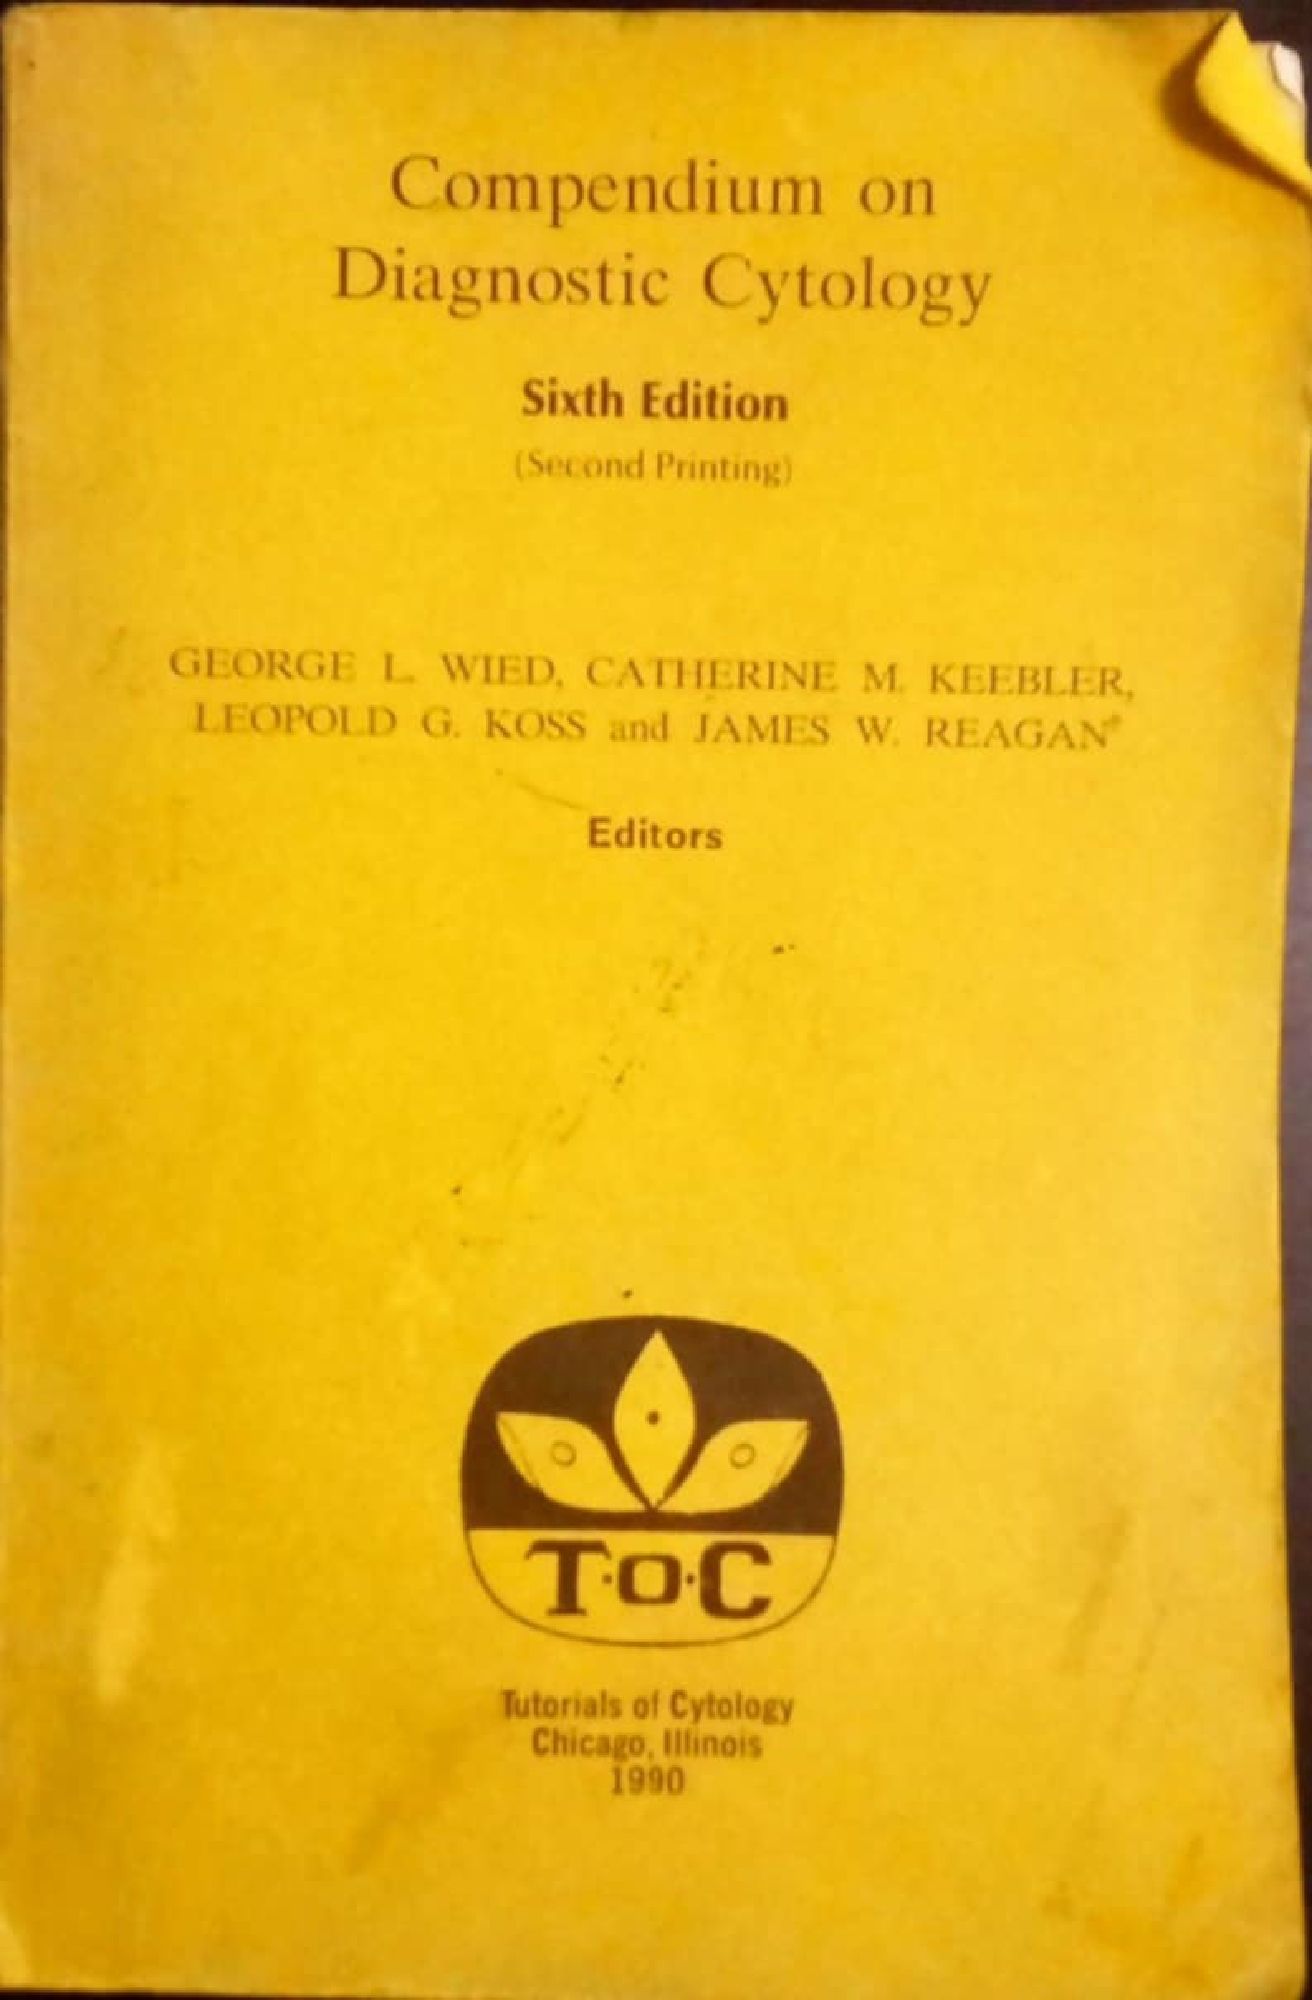 Compendium on
Diagnostic Cytology
Sixth Edition
(Second Printing)
GEORGE L. WIED, CATHERINE M. KEEBLER,
LEOPOLD G. KOSS and JAMES W. REAGAN*
Editors
T·O·C
Tutorials of Cytology
Chicago, Illinois
1990